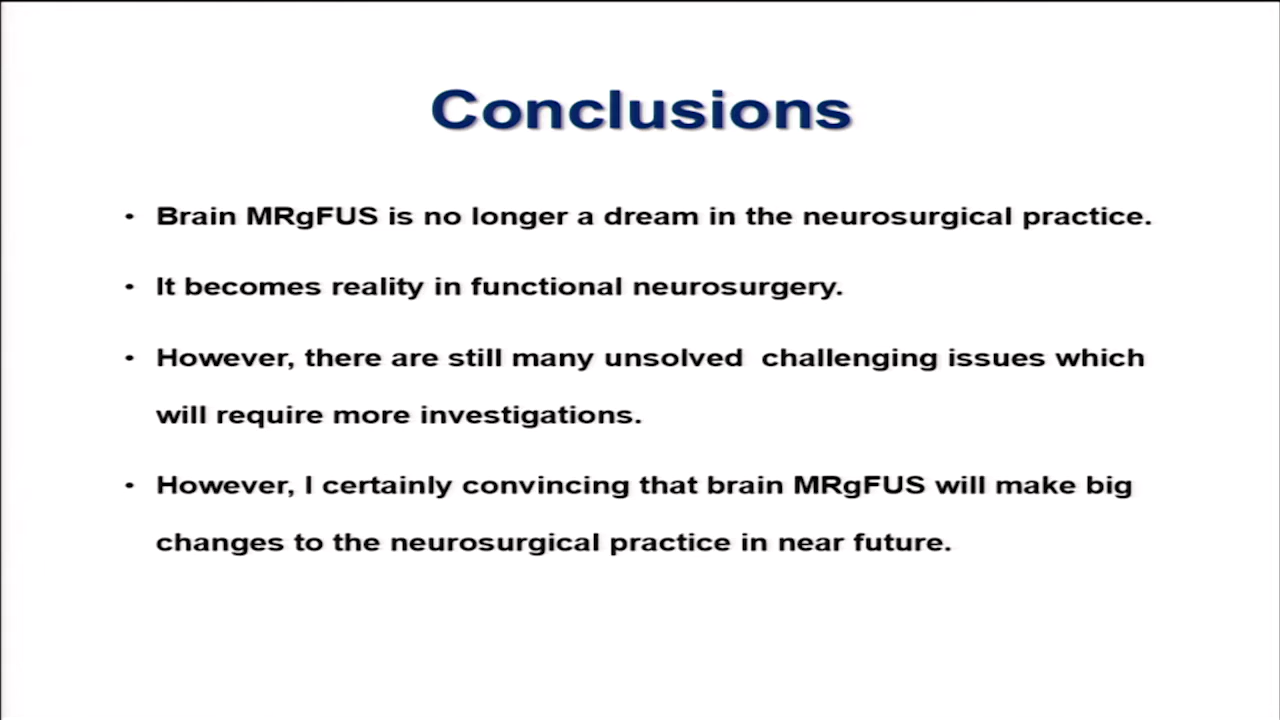 Conclusions
• Brain MRgFUS is no longer a dream in the neurosurgical practice.
• It becomes reality in functional neurosurgery.
• However, there are still many unsolved  challenging issues which
will require more investigations.
• However, I certainly convincing that brain MRgFUS will make big
changes to the neurosurgical practice in near future.